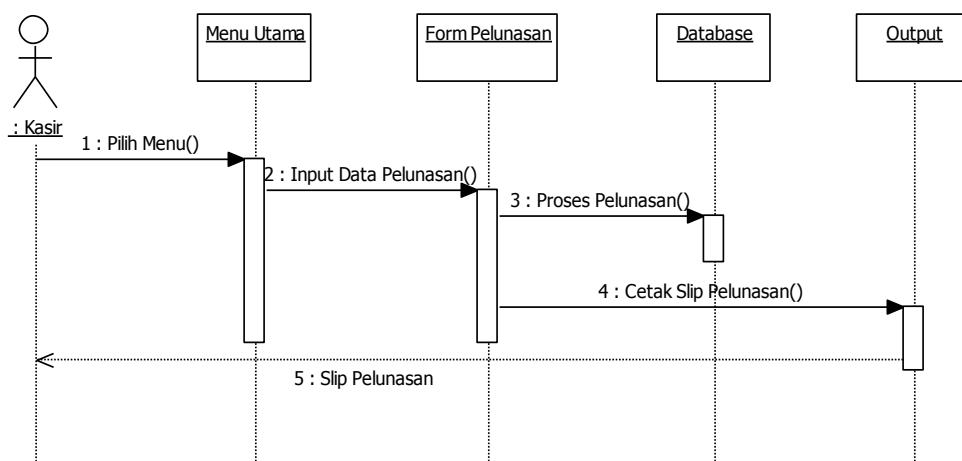 Menu Utama
Form Pelunasan
Database
Output
: Kasir
1 : Pilih Menu()
2 : Input Data Pelunasan()
3 : Proses Pelunasan()
4 : Cetak Slip Pelunasan()
5 : Slip Pelunasan